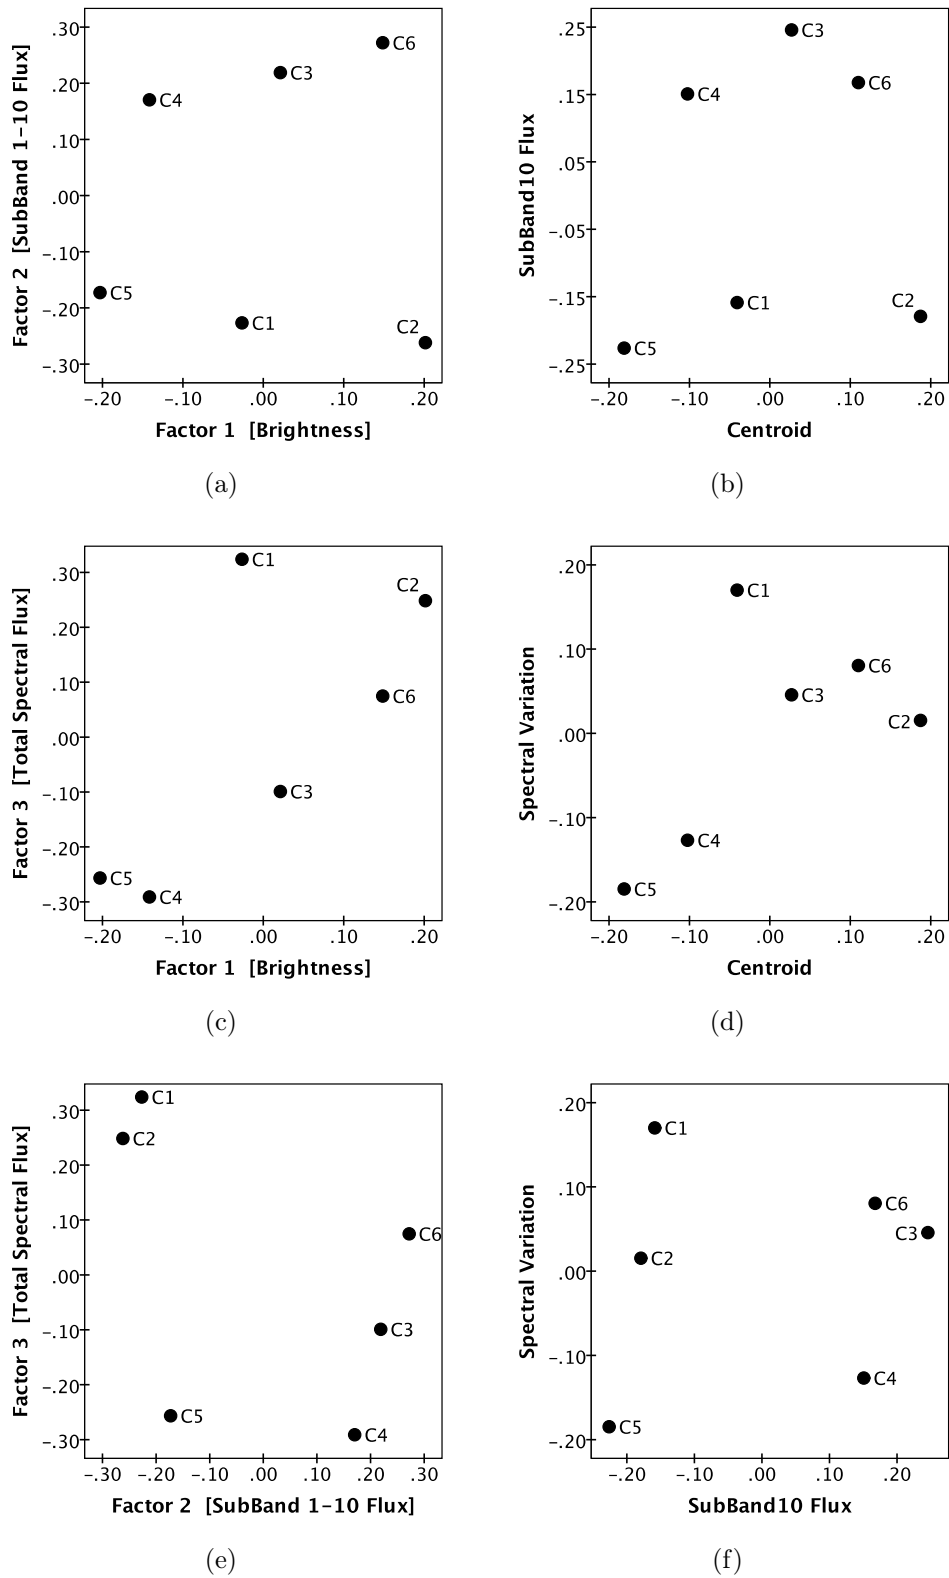 .30
.20
.10
.00
-.10
-.20
-.30
Factor 2 [SubBand 1-10 Flux]
C6
C3
C4
C5
C1
C2
-.20 -.10 .00 .10 .20
Factor 1 [Brightness]
(a)
.25
.15
.05
-.05
-.15
-.25
SubBand10 Flux
C3
C6
C4
C1
C2
C5
-.20 -.10 .00 .10 .20
Centroid
(b)
.30
.20
.10
.00
-.10
-.20
-.30
Factor 3 [Total Spectral Flux]
C1
C2
C6
C3
C5
C4
-.20 -.10 .00 .10 .20
Factor 1 [Brightness]
(c)
.20
.10
.00
-.10
-.20
Spectral Variation
C1
C6
C3
C2
C4
C5
-.20 -.10 .00 .10 .20
Centroid
(d)
.30
.20
.10
.00
-.10
-.20
-.30
Factor 3 [Total Spectral Flux]
C1
C2
C6
C3
C5
C4
-.30 -.20 -.10 .00 .10 .20 .30
Factor 2 [SubBand 1-10 Flux]
(e)
.20
.10
.00
-.10
-.20
Spectral Variation
C1
C6
C3
C2
C4
C5
-.20 -.10 .00 .10 .20
SubBand10 Flux
(f)